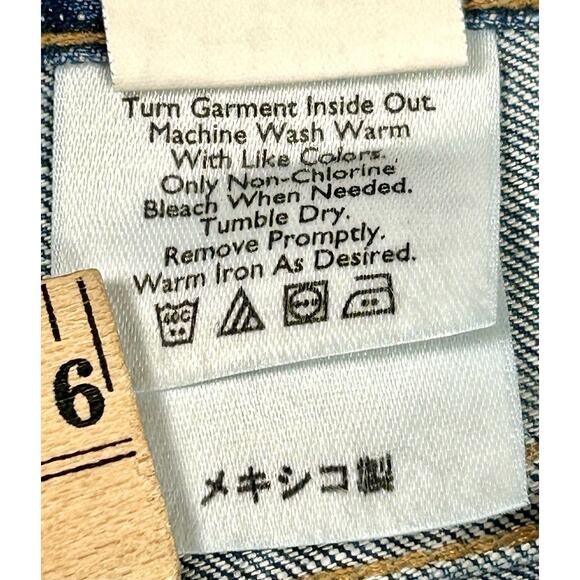 Turn Garment Inside Out.
Machine Wash Warm
With Like Colors.
Only Non-Chlorine
Bleach When Needed.
Tumble Dry.
Remove Promptly.
Warm Iron As Desired.
60C
メキシコ製
6